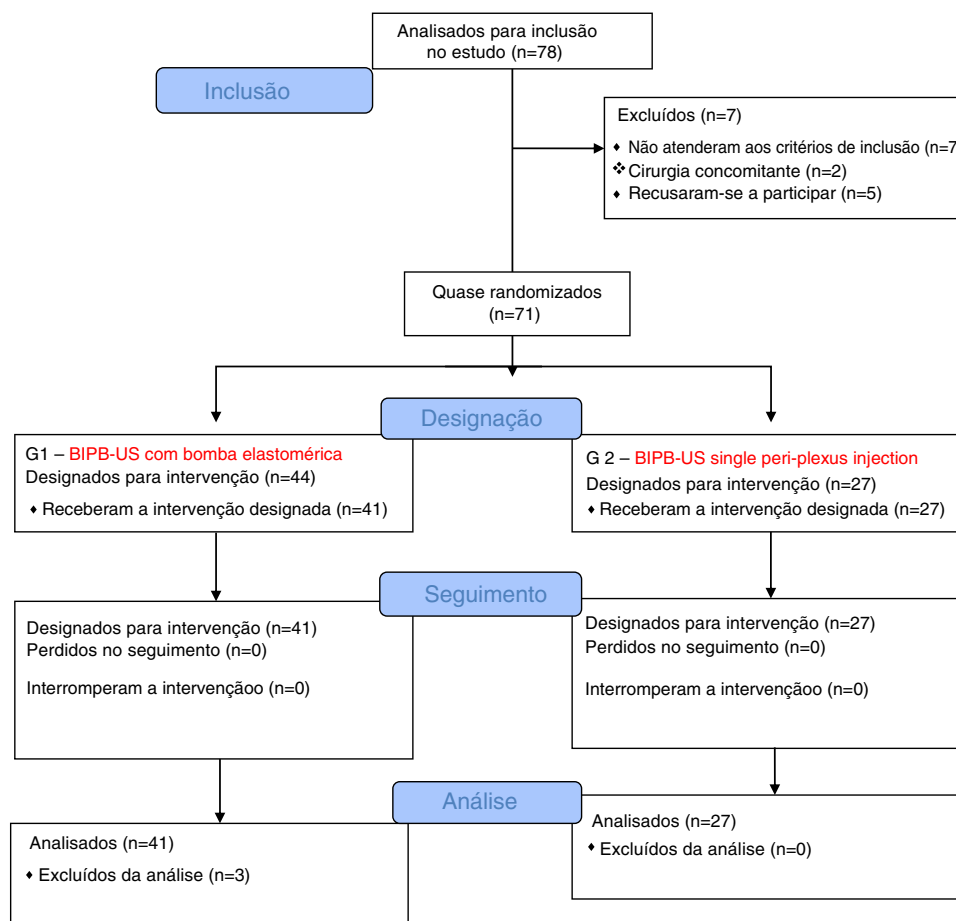 Analisados para inclusão
no estudo (n=78)
Inclusão
Excluídos (n=7)
♦ Não atenderam aos critérios de inclusão (n=7
❖ Cirurgia concomitante (n=2)
♦ Recusaram-se a participar (n=5)
Quase randomizados
(n=71)
Designação
G1 – BIPB-US com bomba elastomérica
Designados para intervenção (n=44)
♦ Receberam a intervenção designada (n=41)
G 2 – BIPB-US single peri-plexus injection
Designados para intervenção (n=27)
♦ Receberam a intervenção designada (n=27)
Seguimento
Designados para intervenção (n=41)
Perdidos no seguimento (n=0)
Interromperam a intervençãoo (n=0)
Designados para intervenção (n=27)
Perdidos no seguimento (n=0)
Interromperam a intervençãoo (n=0)
Análise
Analisados (n=41)
♦ Excluídos da análise (n=3)
Analisados (n=27)
♦ Excluídos da análise (n=0)